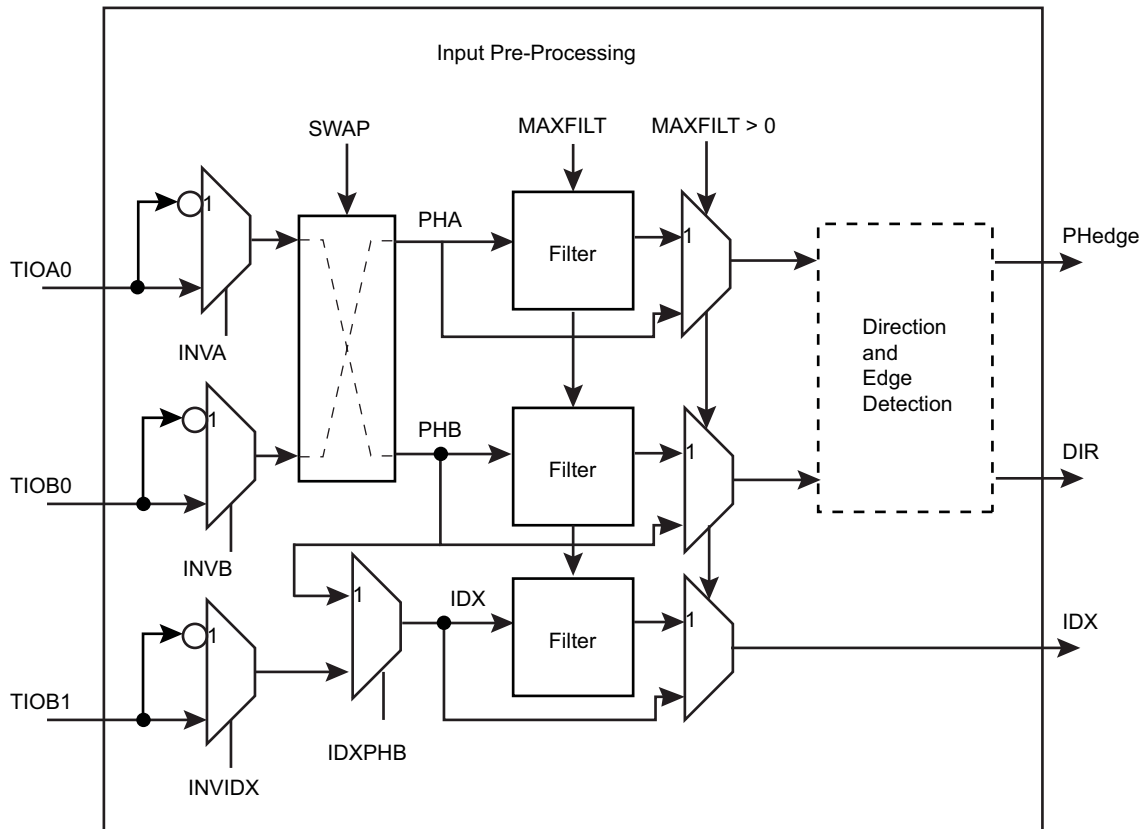 Input Pre-Processing
SWAP
MAXFILT
MAXFILT > 0
1
PHA
Filter
1
PHedge
TIOA0
Direction
and
Edge
Detection
INVA
1
PHB
Filter
1
DIR
TIOB0
INVB
1
IDX
Filter
1
IDX
1
TIOB1
IDXPHB
INVIDX